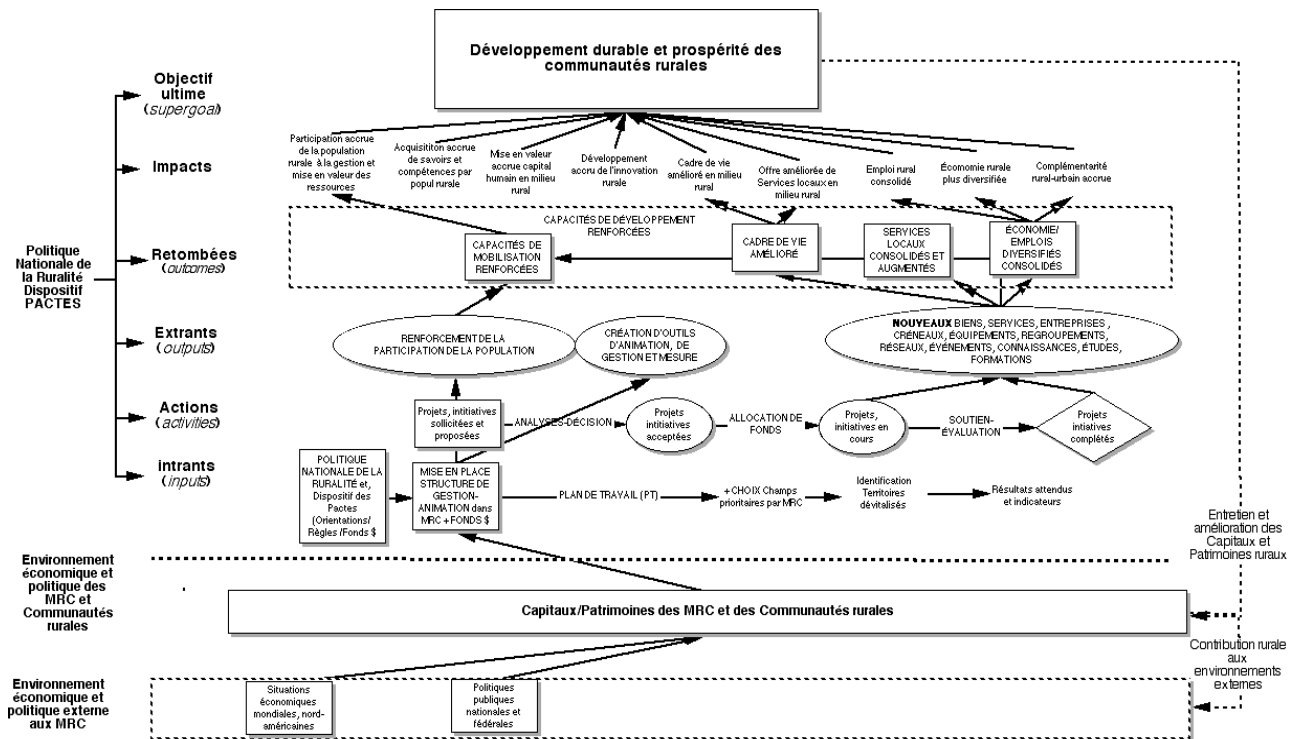 Développement durable et prospérité des
communautés rurales
Objectif
ultime
(supergoal)
Participation accrue
de la population
rurale à la gestion et
mise en valeur des
ressources
Acquisititon accrue
de savoirs et
compétences par
popul rurale
Mise en valeur
accrue capital
humain en milieu
rural
Développement
accru de l'innovation
rurale
Cadre de vie
amélioré en milieu
rural
Offre améliorée de
Services locaux en
milieu rural
Emploi rural
consolidé
Économie rurale
plus diversifiée
Complémentarité
rural-urbain accrue
Impacts
CAPACITÉS DE DÉVELOPPEMENT
RENFORCÉES
Politique
Nationale de
la Ruralité
Dispositif
PACTES
Retombées
(outcomes)
CAPACITÉS DE
MOBILISATION
RENFORCÉES
CADRE DE VIE
AMÉLIORÉ
SERVICES
LOCAUX
CONSOLIDÉS ET
AUGMENTÉS
ÉCONOMIE/
EMPLOIS
DIVERSIFIÉS
CONSOLIDÉS
Extrants
(outputs)
RENFORCEMENT DE LA
PARTICIPATION DE LA POPULATION
CRÉATION D'OUTILS
D'ANIMATION, DE
GESTION ET MESURE
NOUYEAUX BIENS, SERVICES, ENTREPRISES ,
CRÉNEAUX, ÉQUIPEMENTS, REGROUPEMENTS,
RÉSEAUX, ÉVÉNEMENTS, CONNAISSANCES, ÉTUDES,
FORMATIONS
Actions
(activities)
Projets, intitiatives
sollicitées et
proposées
ANALYSES-DÉCISION
Projets
intitiatives
acceptées
ALLOCATION DE
FONDS
Projets,
initiatives en
cours
SOUTIEN-
ÉVALUATION
Projets
intiatives
complétés
intrants
(inputs)
POLITIQUE
NATIONALE DE LA
RURALITÉ et,
Dispositif des
Pactes
(Orientations/
Règles /Fonds $
MISE EN PLACE
STRUCTURE DE
GESTION-
ANIMATION dans
MRC + FONDS $
PLAN DE TRAVAIL (PT)
+ CHOIX Champs
prioritaires par MRC
Identification
Territoires
dévitalisés
Résultats attendus
et indicateurs
Entretien et
amélioration des
Capitaux et
Patrimoines ruraux
Environnement
économique et
politique des
MRC et
Communautés
rurales
Capitaux/Patrimoines des MRC et des Communautés rurales
Contribution rurale
aux
environnements
externes
Environnement
économique et
politique externe
aux MRC
Situations
économiques
mondiales, nord-
américaines
Politiques
publiques
nationales et
fédérales